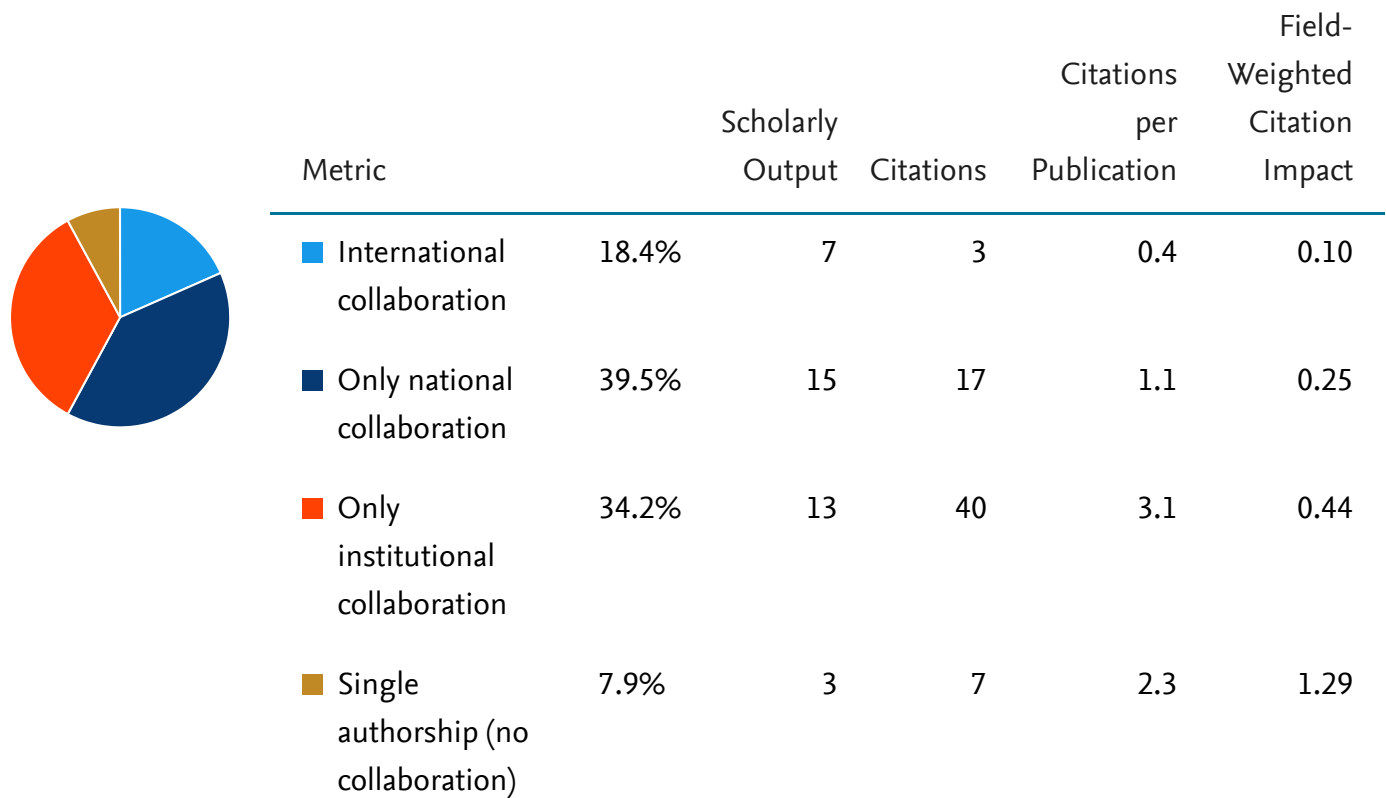 Field-
Citations Weighted
Scholarly per Citation
Metric Output Citations Publication Impact
International 18.4% 7 3 0.4 0.10
collaboration
Only national 39.5% 15 17 1.1 0.25
collaboration
Only 34.2% 13 40 3.1 0.44
institutional
collaboration
Single 7.9% 3 7 2.3 1.29
authorship (no
collaboration)